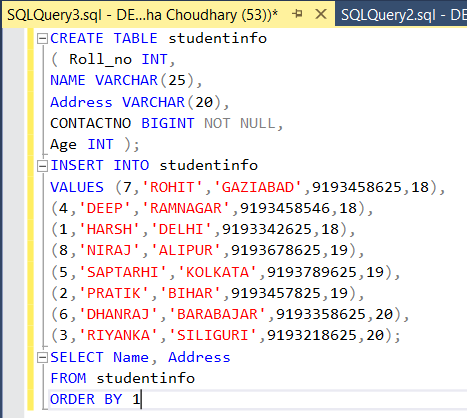 SQLQuery3.sql - DE...ha Choudhary (53))* SQLQuery2.sql - DE
CREATE TABLE studentinfo
( Roll_no INT,
NAME VARCHAR(25),
Address VARCHAR(20),
CONTACTNO BIGINT NOT NULL,
Age INT );
INSERT INTO studentinfo
VALUES (7,'ROHIT','GAZIABAD',9193458625,18),
(4,'DEEP','RAMNAGAR',9193458546,18),
(1,'HARSH','DELHI',9193342625,18),
(8,'NIRAJ','ALIPUR',9193678625,19),
(5,'SAPTARHI','KOLKATA',9193789625,19),
(2,'PRATIK','BIHAR',9193457825,19),
(6,'DHANRAJ','BARABAJAR',9193358625,20),
(3,'RIYANKA','SILIGURI',9193218625,20);
SELECT Name, Address
FROM studentinfo
ORDER BY 1